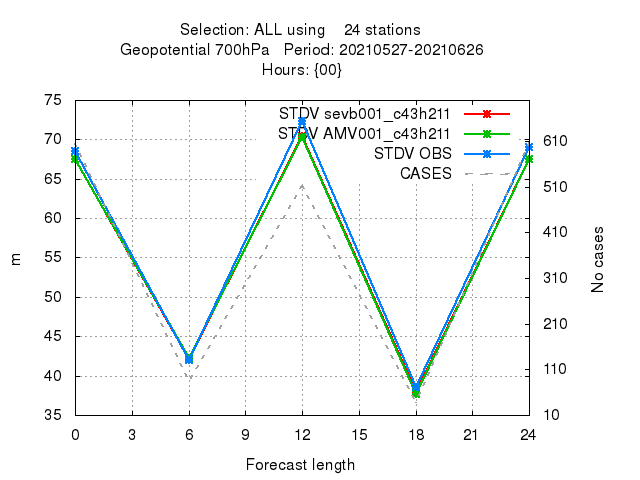 Selection: ALL using    24 stations
Geopotential 700hPa   Period: 20210527-20210626
Hours: {00}
STDV sevb001_c43h211
STDV AMV001_c43h211
STDV OBS
CASES
75
70
65
60
55
50
45
40
35
610
510
410
310
210
110
10
m
No cases
0 3 6 9 12 15 18 21 24
Forecast length